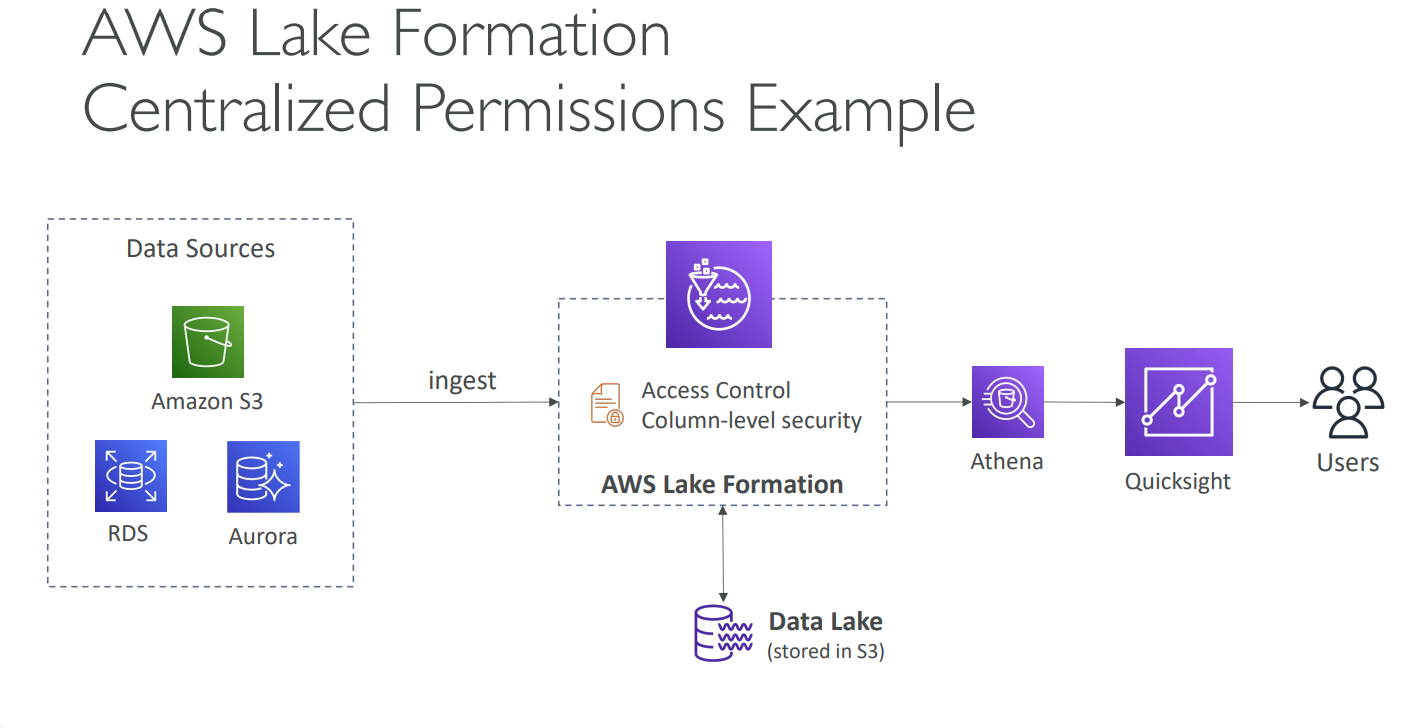 AWS Lake Formation
Centralized Permissions Example
Data Sources
Amazon S3
RDS
Aurora
ingest
Access Control
Column-level security
AWS Lake Formation
Data Lake
(stored in S3)
Athena
Quicksight
Users